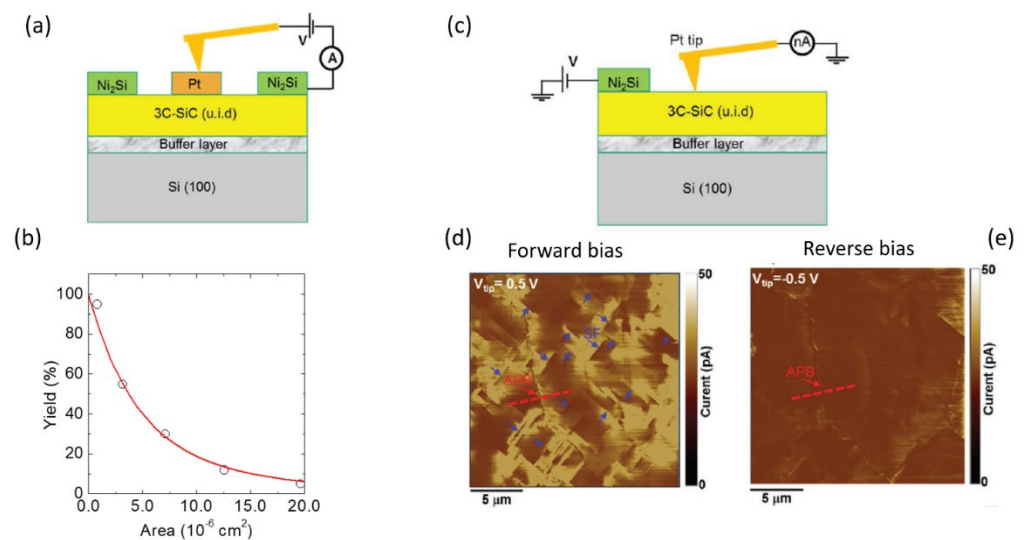 (a)
V
A
Ni₂Si
Pt
Ni₂Si
3C-SiC (u.i.d)
Buffer layer
Si (100)
(c)
Pt tip
nA
V
Ni₂Si
3C-SiC (u.i.d)
Buffer layer
Si (100)
(b)
100
80
60
40
20
0
Yield (%)
0.0
5.0
10.0
15.0
20.0
Area (10⁻⁶ cm²)
(d)
Forward bias
Vtip= 0.5 V
SF
APB
5 µm
50
Curent (pA)
0
Reverse bias
(e)
Vtip=-0.5 V
APB
5 µm
50
Curent (pA)
0